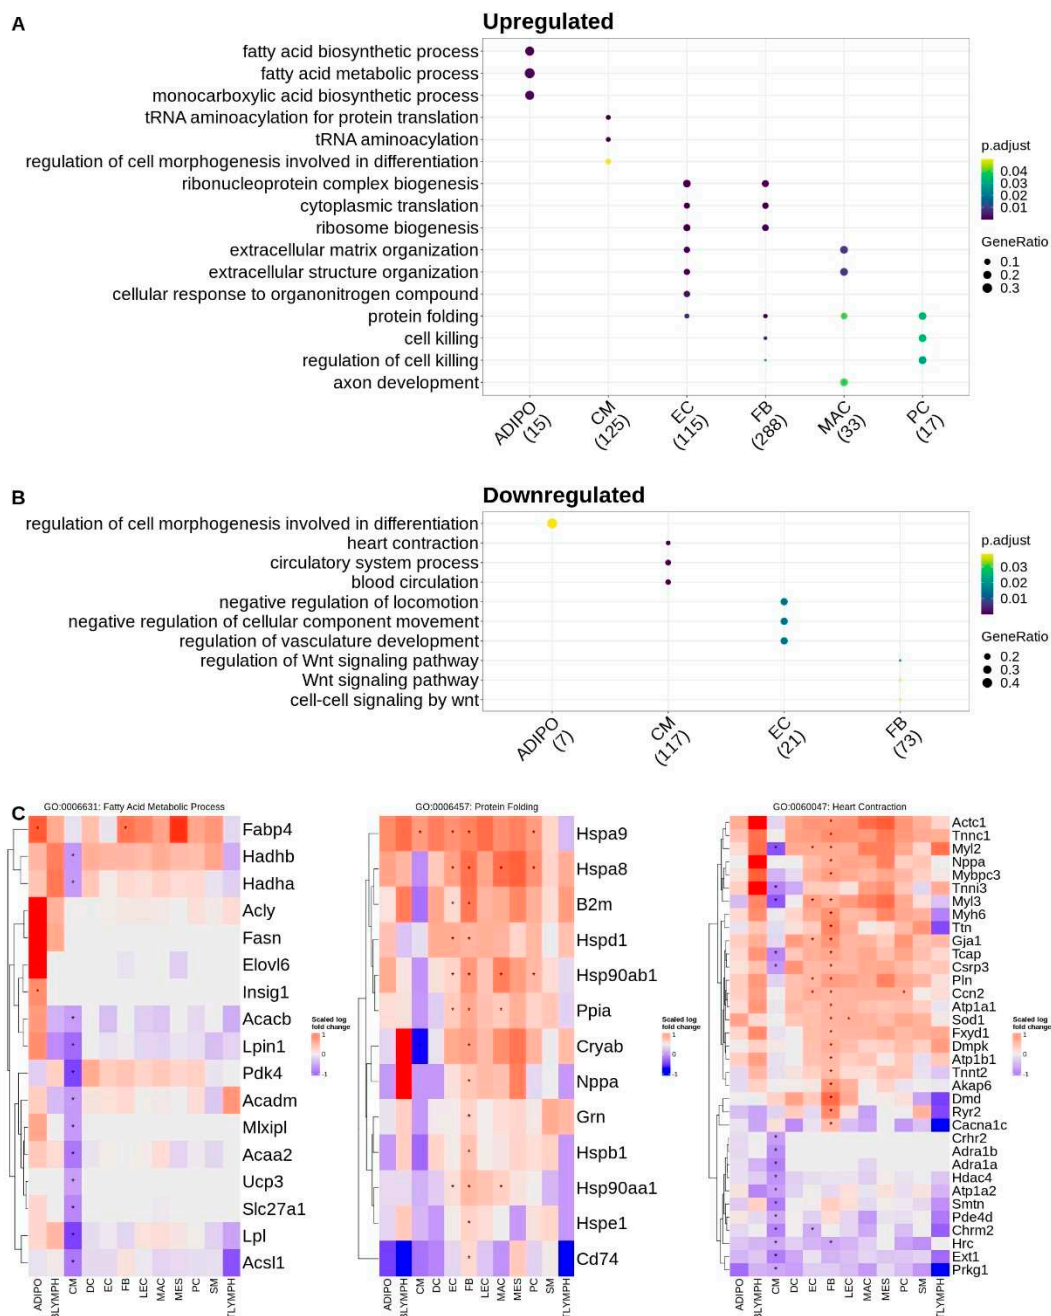 A
Upregulated
fatty acid biosynthetic process
fatty acid metabolic process
monocarboxylic acid biosynthetic process
tRNA aminoacylation for protein translation
tRNA aminoacylation
regulation of cell morphogenesis involved in differentiation
ribonucleoprotein complex biogenesis
cytoplasmic translation
ribosome biogenesis
extracellular matrix organization
extracellular structure organization
cellular response to organonitrogen compound
protein folding
cell killing
regulation of cell killing
axon development
p.adjust
0.04
0.03
0.02
0.01
GeneRatio
0.1
0.2
0.3
ADIPO (15)
CM (125)
EC (115)
FB (288)
MAC (33)
PC (17)
B
Downregulated
regulation of cell morphogenesis involved in differentiation
heart contraction
circulatory system process
blood circulation
negative regulation of locomotion
negative regulation of cellular component movement
regulation of vasculature development
regulation of Wnt signaling pathway
Wnt signaling pathway
cell-cell signaling by wnt
p.adjust
0.03
0.02
0.01
GeneRatio
0.2
0.3
0.4
ADIPO (7)
CM (117)
EC (21)
FB (73)
C
GO:0006631: Fatty Acid Metabolic Process
Fabp4
Hadhb
Hadha
Acly
Fasn
Elovl6
Insig1
Acacb
Lpin1
Pdk4
Acadm
Mlxipl
Acaa2
Ucp3
Slc27a1
Lpl
Acsl1
ADIPO
BLYMPH
CM
DC
EC
FB
LEC
MAC
MES
PC
SM
TLYMPH
Scaled log
fold change
1
0
-1
GO:0006457: Protein Folding
Hspa9
Hspa8
B2m
Hspd1
Hsp90ab1
Ppia
Cryab
Nppa
Grn
Hspb1
Hsp90aa1
Hspe1
Cd74
ADIPO
BLYMPH
CM
DC
EC
FB
LEC
MAC
MES
PC
SM
TLYMPH
Scaled log
fold change
1
0
-1
GO:0060047: Heart Contraction
Actc1
Tnnc1
Myl2
Nppa
Mybpc3
Tnni3
Myl3
Myh6
Ttn
Gja1
Tcap
Csrp3
Pln
Ccn2
Atp1a1
Sod1
Fxyd1
Dmpk
Atp1b1
Tnnt2
Akap6
Dmd
Ryr2
Cacna1c
Crhr2
Adra1b
Adra1a
Hdac4
Atp1a2
Smtn
Pde4d
Chrm2
Hrc
Ext1
Prkg1
ADIPO
BLYMPH
CM
DC
EC
FB
LEC
MAC
MES
PC
SM
TLYMPH
Scaled log
fold change
1
0
-1